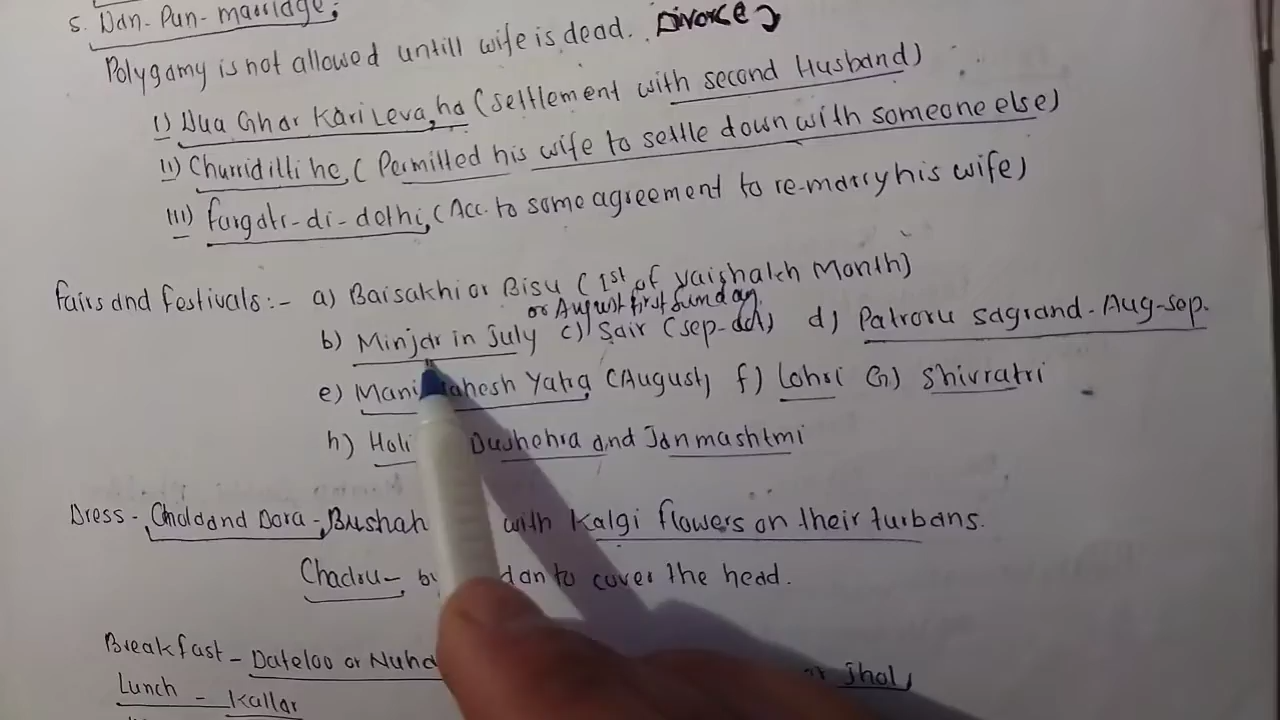 5. Dan-Pun-marriadge;
Polygamy is not allowed untill wife is dead. Divorce
i) Nua Ghar Kari Leva, ha (settlement with second Husband)
ii) Churridilli he, (Permitted his wife to settle down with someone else)
iii) fargati-di-dethi, (Acc. to some agreement to re-marry his wife)
Fairs and festivals:- a) Baisakhi or Bisu (1st of Vaishakh Month)
or August first sunday.
b) Minjar in July c) Sair (sep-oct) d) Patroru sagrand. Aug-sep.
e) Mani ahesh Yatra (August) f) Lohri G) Shivratri
h) Holi Dushehra and Janmashtmi
Dress - Chola and Dora - Bushah with Kalgi flowers on their turbans.
Chadru - to cover the head.
Breakfast - Dateloo or Nuha
or Jhol,
Lunch - Kallar